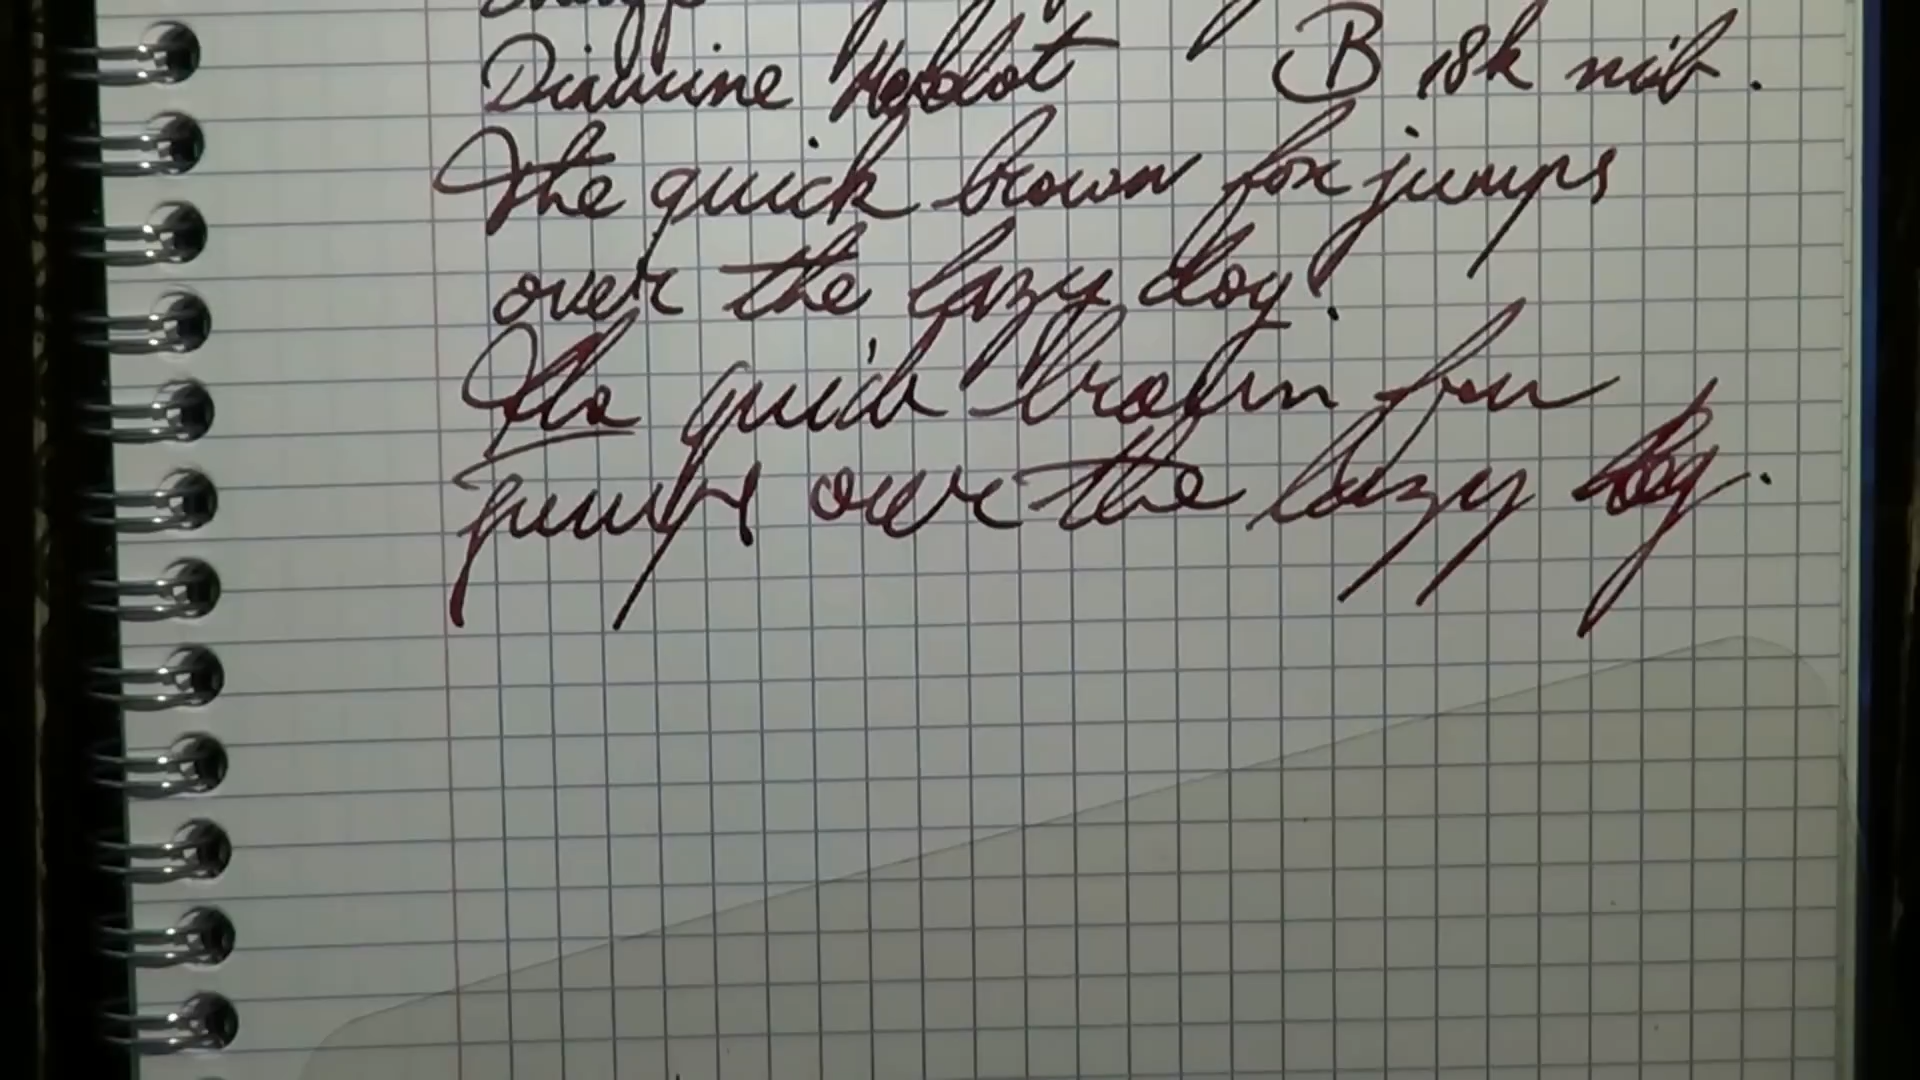 Diamine Merlot B 18k nib.
The quick brown fox jumps
over the lazy dog.
The quick brown fox
jumps over the lazy dog.